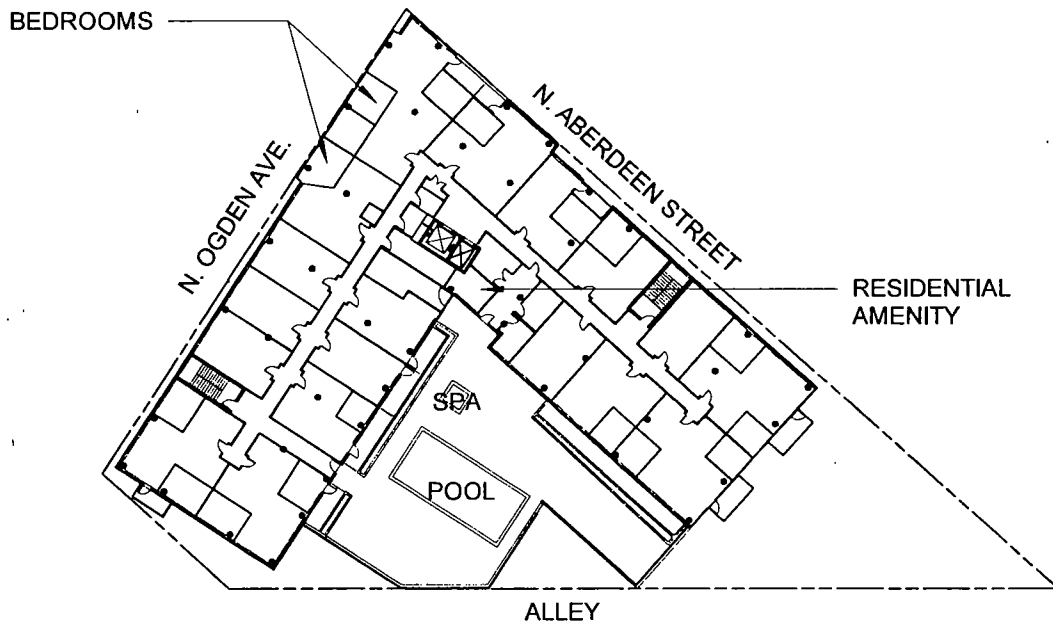 BEDROOMS
N. OGDEN AVE.
N. ABERDEEN STREET
RESIDENTIAL
AMENITY
SPA
POOL
ALLEY